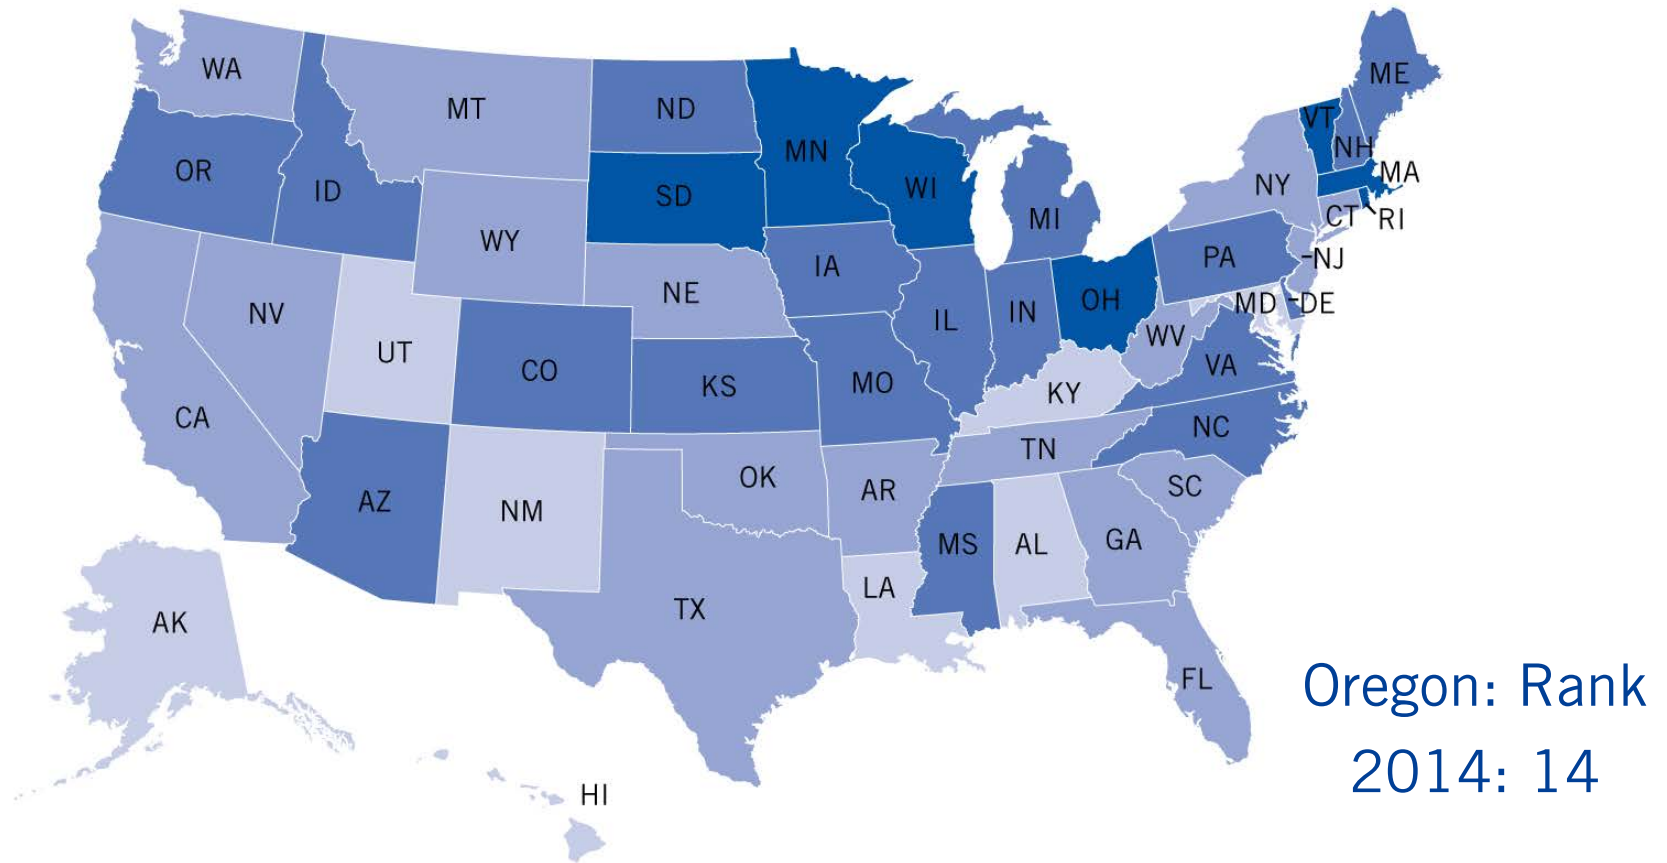 WA
MT
ND
MN
ME
VT
NH
OR
ID
SD
WI
MA
NY
MI
CT
RI
WY
IA
PA
NJ
NE
NV
IL
IN
OH
MD
DE
UT
CO
KS
MO
WV
VA
KY
CA
NC
TN
OK
AR
SC
AZ
NM
MS
AL
GA
LA
TX
AK
FL
HI
Oregon: Rank
2014: 14